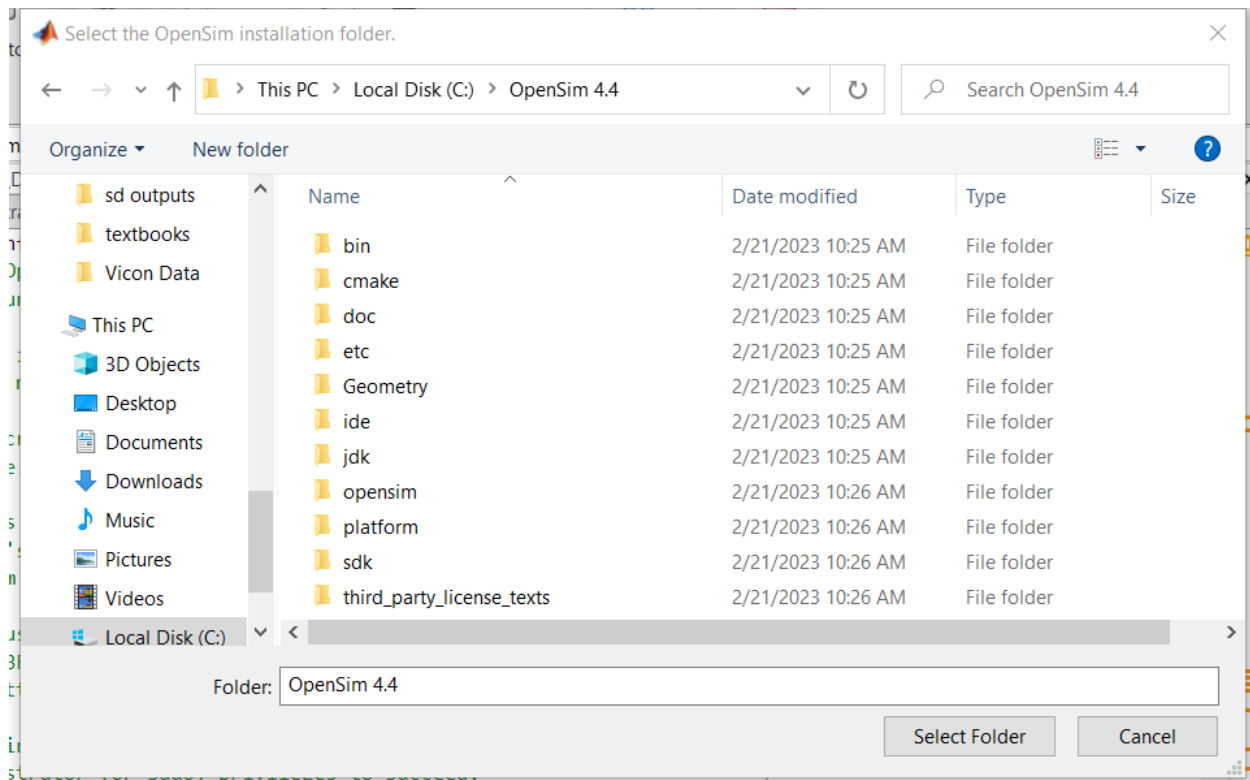 Select the OpenSim installation folder.
This PC > Local Disk (C:) > OpenSim 4.4
Search OpenSim 4.4
Organize
New folder
?
sd outputs
textbooks
Vicon Data
This PC
3D Objects
Desktop
Documents
Downloads
Music
Pictures
Videos
Local Disk (C:)
Name Date modified Type Size
bin 2/21/2023 10:25 AM File folder
cmake 2/21/2023 10:25 AM File folder
doc 2/21/2023 10:25 AM File folder
etc 2/21/2023 10:25 AM File folder
Geometry 2/21/2023 10:25 AM File folder
ide 2/21/2023 10:25 AM File folder
jdk 2/21/2023 10:25 AM File folder
opensim 2/21/2023 10:26 AM File folder
platform 2/21/2023 10:26 AM File folder
sdk 2/21/2023 10:26 AM File folder
third_party_license_texts 2/21/2023 10:26 AM File folder
Folder: OpenSim 4.4
Select Folder
Cancel